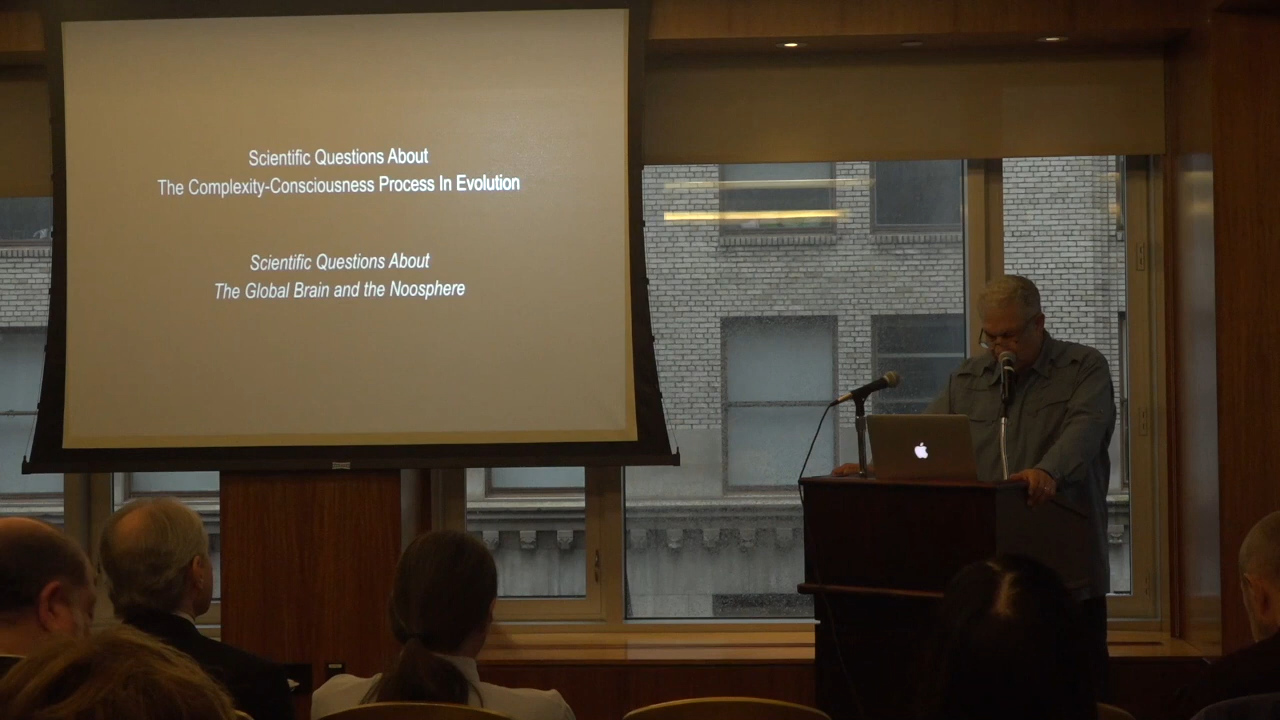 Scientific Questions About
The Complexity-Consciousness Process In Evolution
Scientific Questions About
The Global Brain and the Noosphere